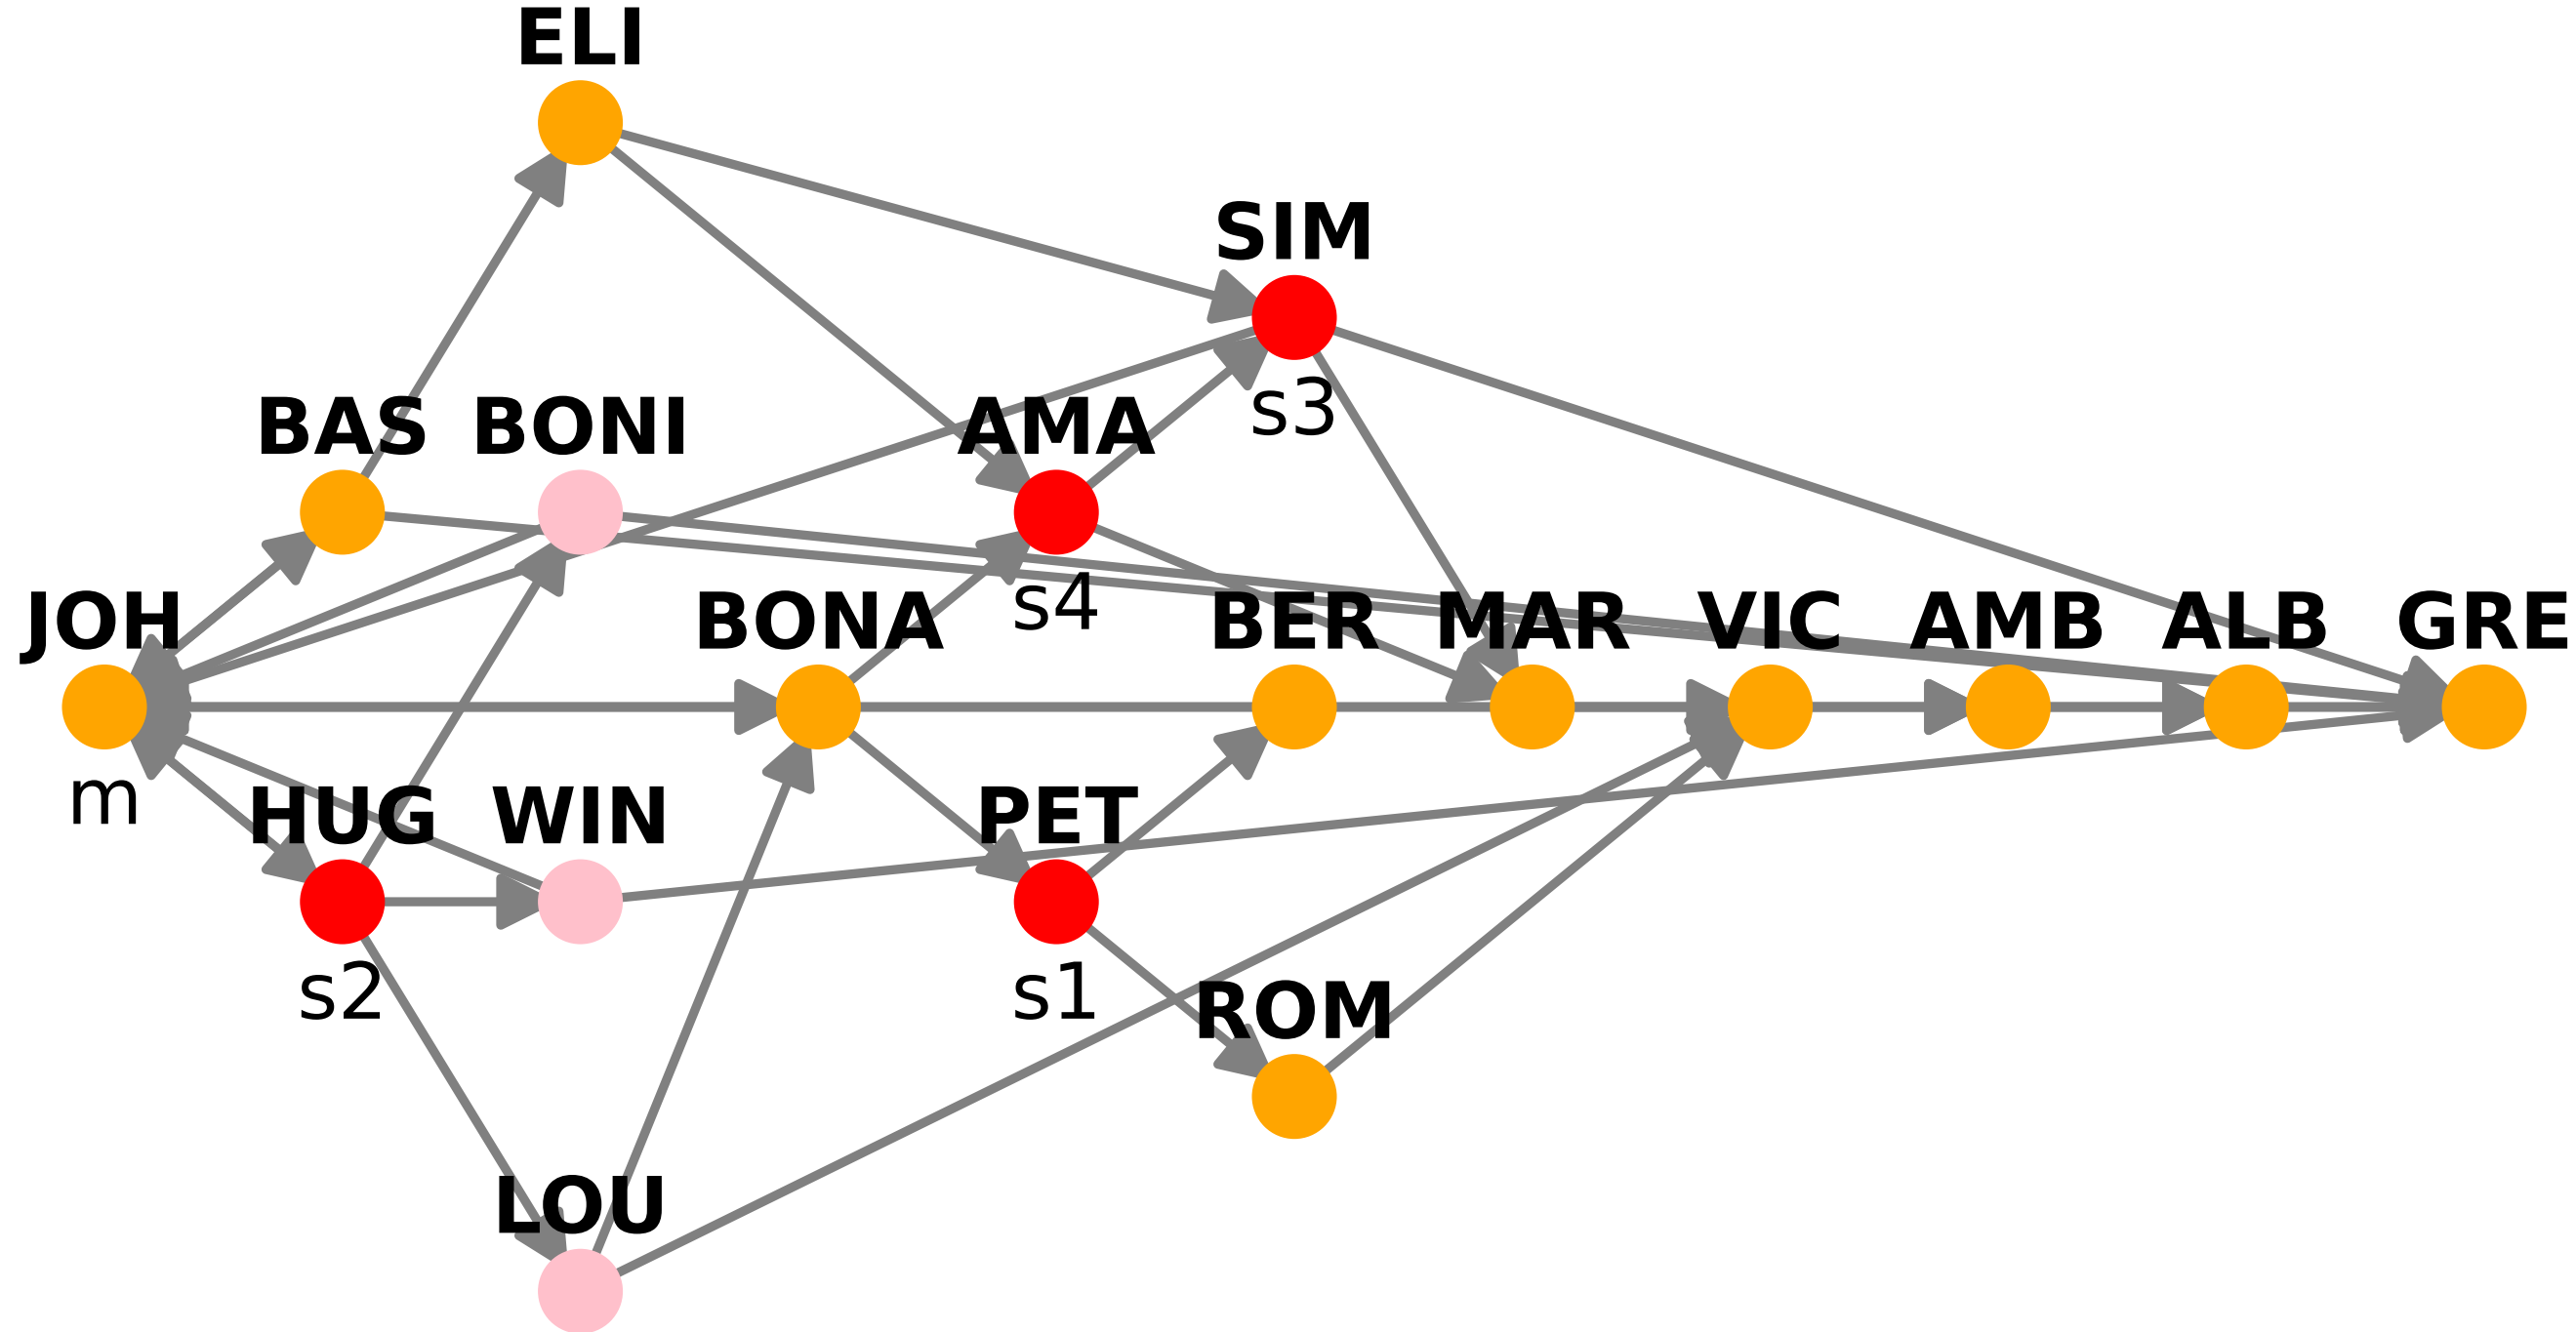 ELI
SIM
s3
BAS BONI AMA
s4
JOH BONA BER MAR VIC AMB ALB GRE
m
HUG WIN PET
s2 s1
ROM
LOU